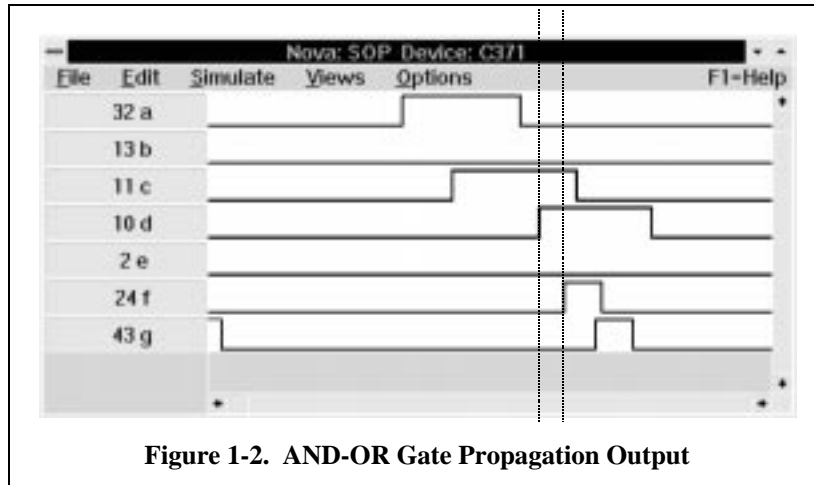 Nova: SOP Device: C371
File Edit Simulate Views Options F1=Help
32 a
13 b
11 c
10 d
2 e
24 f
43 g
Figure 1-2. AND-OR Gate Propagation Output